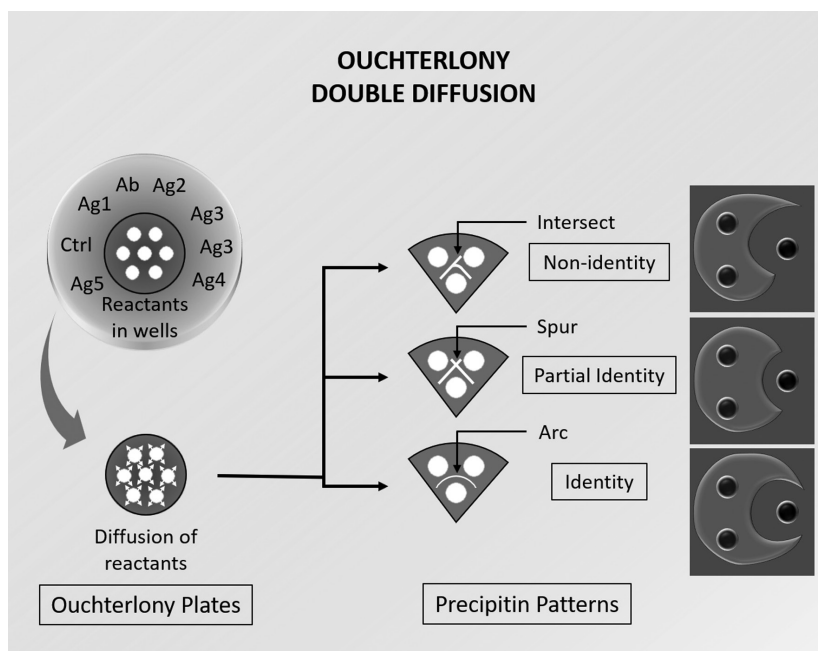 OUCHTERLONY
DOUBLE DIFFUSION
Ab
Ag2
Ag1
Ag3
Ctrl
Ag3
Ag5
Ag4
Reactants
in wells
Intersect
Non-identity
Spur
Partial Identity
Arc
Identity
Diffusion of
reactants
Ouchterlony Plates
Precipitin Patterns